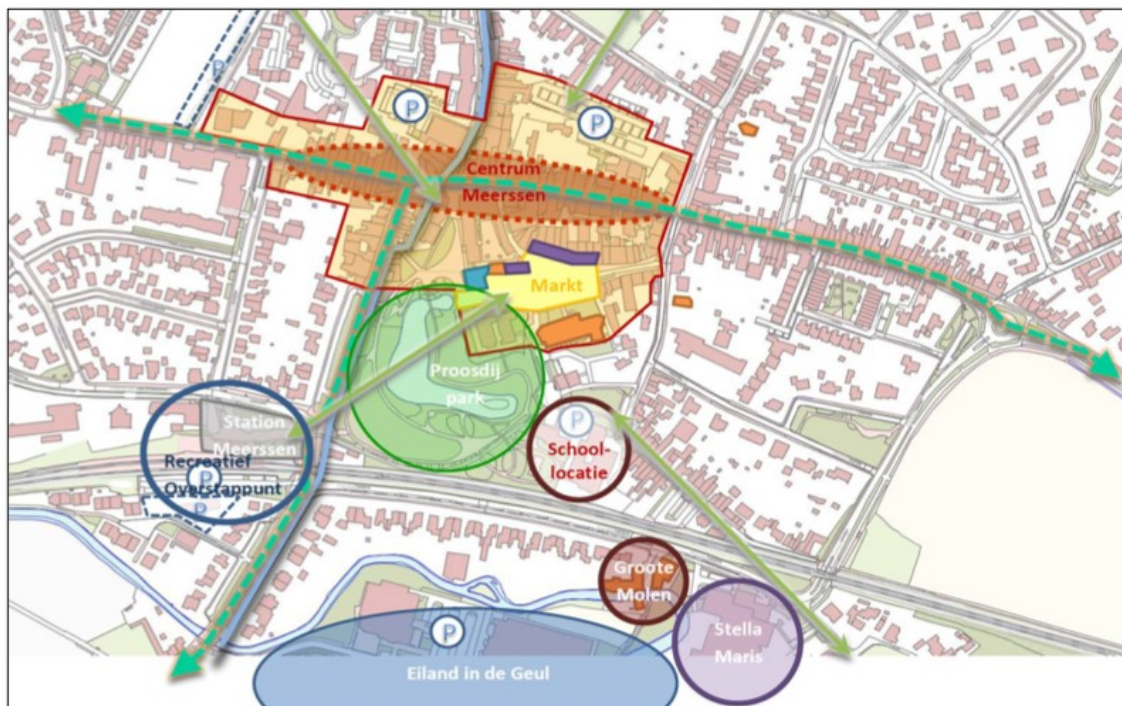 P
P
P
Centrum
Meerssen
Markt
Proosdij
park
Station
Meerssen
Recreatief
Overstappunt
P
P
P
School-
locatie
Groote
Molen
Stella
Maris
P
Eiland in de Geul